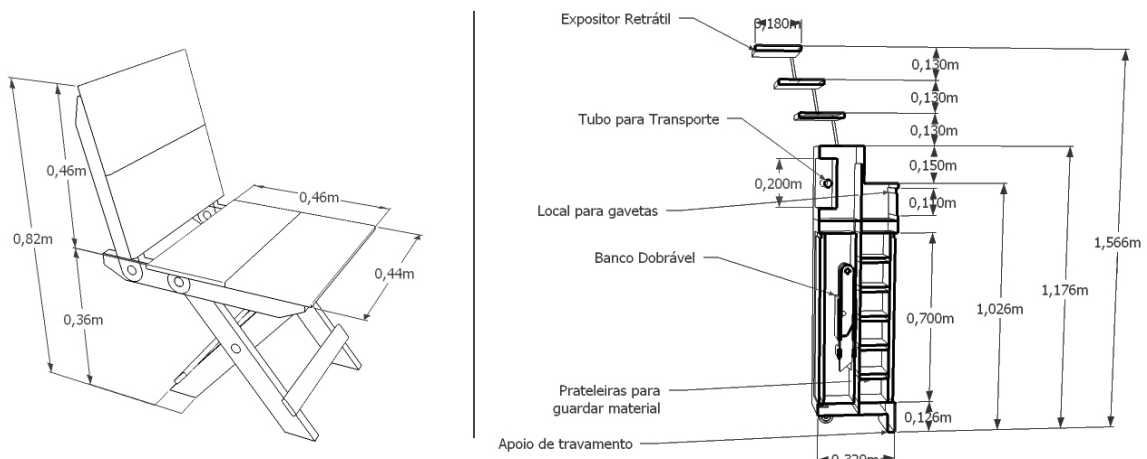 0,46m
0,46m
0,82m
0,44m
0,36m
Expositor Retrátil
0,180m
0,130m
0,130m
Tubo para Transporte
0,130m
0,150m
0,200m
Local para gavetas
0,110m
1,566m
Banco Dobrável
1,176m
1,026m
0,700m
Prateleiras para
guardar material
0,126m
Apoio de travamento